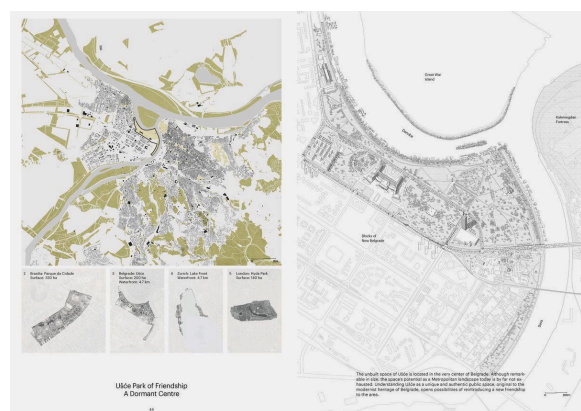 Great War
Island
Kalemegdan
Fortress
Danube
Blocks of
New Belgrade
Sava
2 Brasilia: Parque da Cidade
Surface: 320 ha
3 Belgrade: Ušće
Surface: 200 ha
Waterfront: 4.7 km
4 Zurich: Lake Front
Waterfront: 4.7 km
5 London: Hyde Park
Surface: 140 ha
Ušće Park of Friendship
A Dormant Centre
The unbuilt space of Ušće is located in the very center of Belgrade. Although remark-
able in size, the space's potential as a Metropolitan landscape today is by far not ex-
hausted. Understanding Ušće as a unique and authentic public space, original to the
modernist heritage of Belgrade, opens possibilities of reintroducing a new Friendship
to the area.